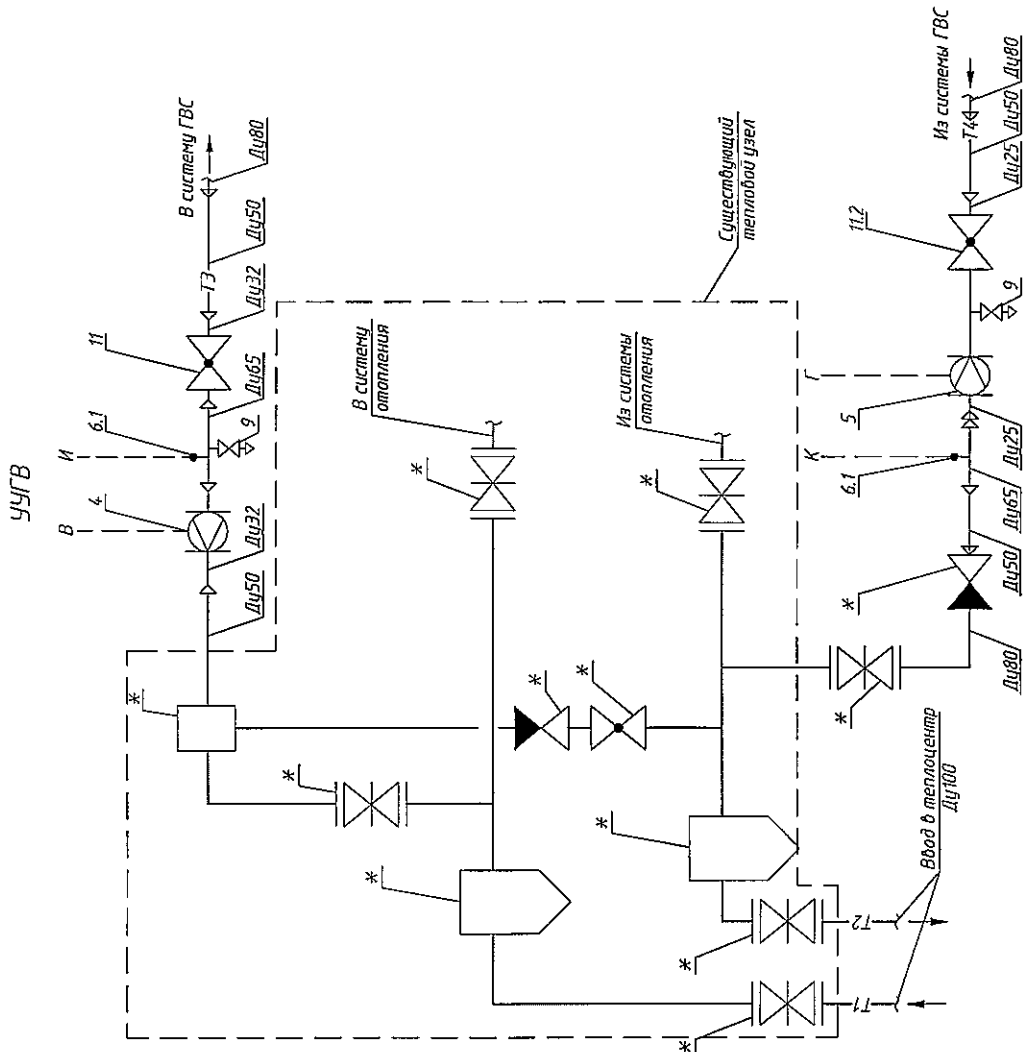 УУГВ
В
4
И
6.1
11
В систему ГВС
Ду50
Ду32
9
Ду65
Ду32
Т3
Ду50
Ду80
*
*
*
В систему
отопления
*
*
*
Существующий
тепловой узел
Из системы
отопления
*
*
*
*
Т1
Т2
Ввод в теплоцентр
Ду100
*
*
К
6.1
Г
5
11.2
9
Из системы ГВС
Т4
Ду80
Ду50
Ду65
Ду25
Ду25
Ду50
Ду80